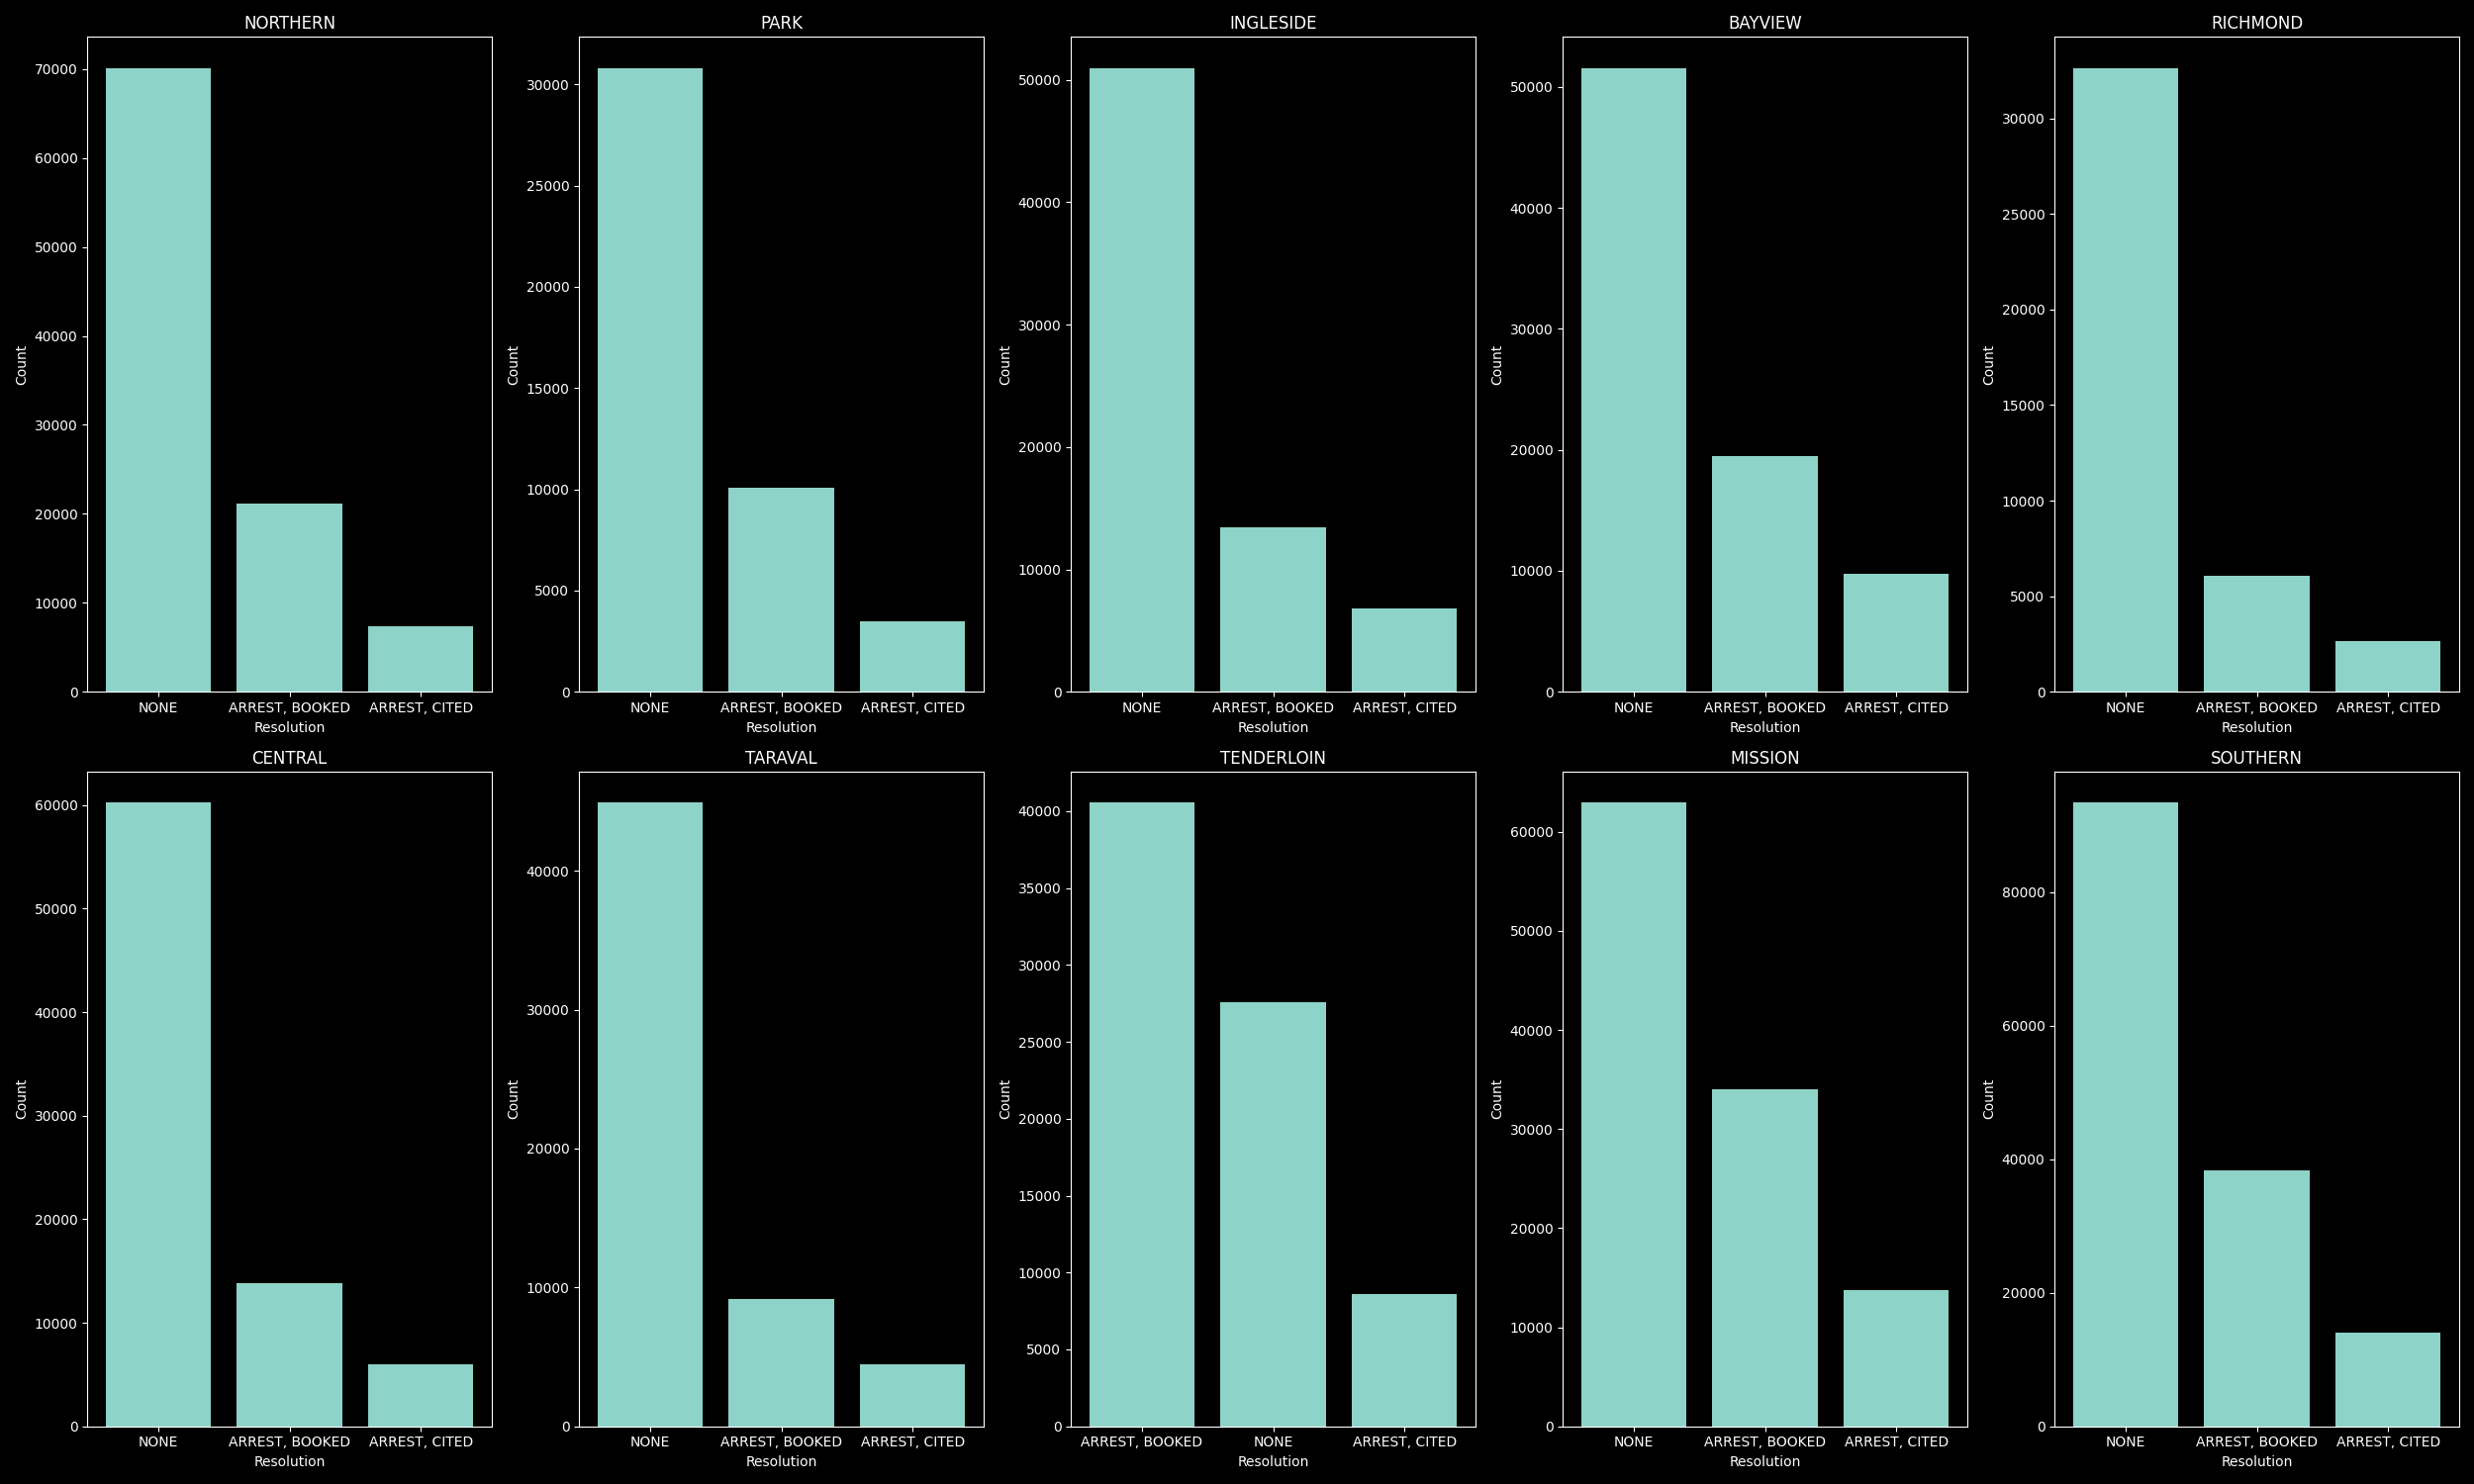 NORTHERN
70000
60000
50000
40000
30000
20000
10000
0
Count
NONE ARREST, BOOKED ARREST, CITED
Resolution
PARK
30000
25000
20000
15000
10000
5000
0
Count
NONE ARREST, BOOKED ARREST, CITED
Resolution
INGLESIDE
50000
40000
30000
20000
10000
0
Count
NONE ARREST, BOOKED ARREST, CITED
Resolution
BAYVIEW
50000
40000
30000
20000
10000
0
Count
NONE ARREST, BOOKED ARREST, CITED
Resolution
RICHMOND
30000
25000
20000
15000
10000
5000
0
Count
NONE ARREST, BOOKED ARREST, CITED
Resolution
CENTRAL
60000
50000
40000
30000
20000
10000
0
Count
NONE ARREST, BOOKED ARREST, CITED
Resolution
TARAVAL
40000
30000
20000
10000
0
Count
NONE ARREST, BOOKED ARREST, CITED
Resolution
TENDERLOIN
40000
35000
30000
25000
20000
15000
10000
5000
0
Count
ARREST, BOOKED NONE ARREST, CITED
Resolution
MISSION
60000
50000
40000
30000
20000
10000
0
Count
NONE ARREST, BOOKED ARREST, CITED
Resolution
SOUTHERN
80000
60000
40000
20000
0
Count
NONE ARREST, BOOKED ARREST, CITED
Resolution